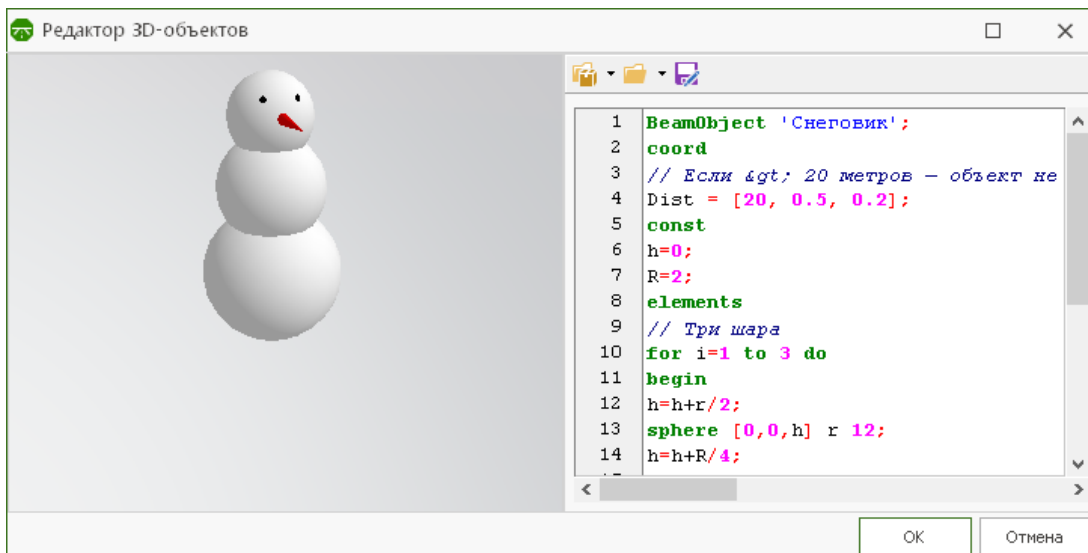 Редактор 3D-объектов
1 BeamObject 'Снеговик';
2 coord
3 // Если &gt; 20 метров — объект не
4 Dist = [20, 0.5, 0.2];
5 const
6 h=0;
7 R=2;
8 elements
9 // Три шара
10 for i=1 to 3 do
11 begin
12 h=h+r/2;
13 sphere [0,0,h] r 12;
14 h=h+R/4;
OK
Отмена